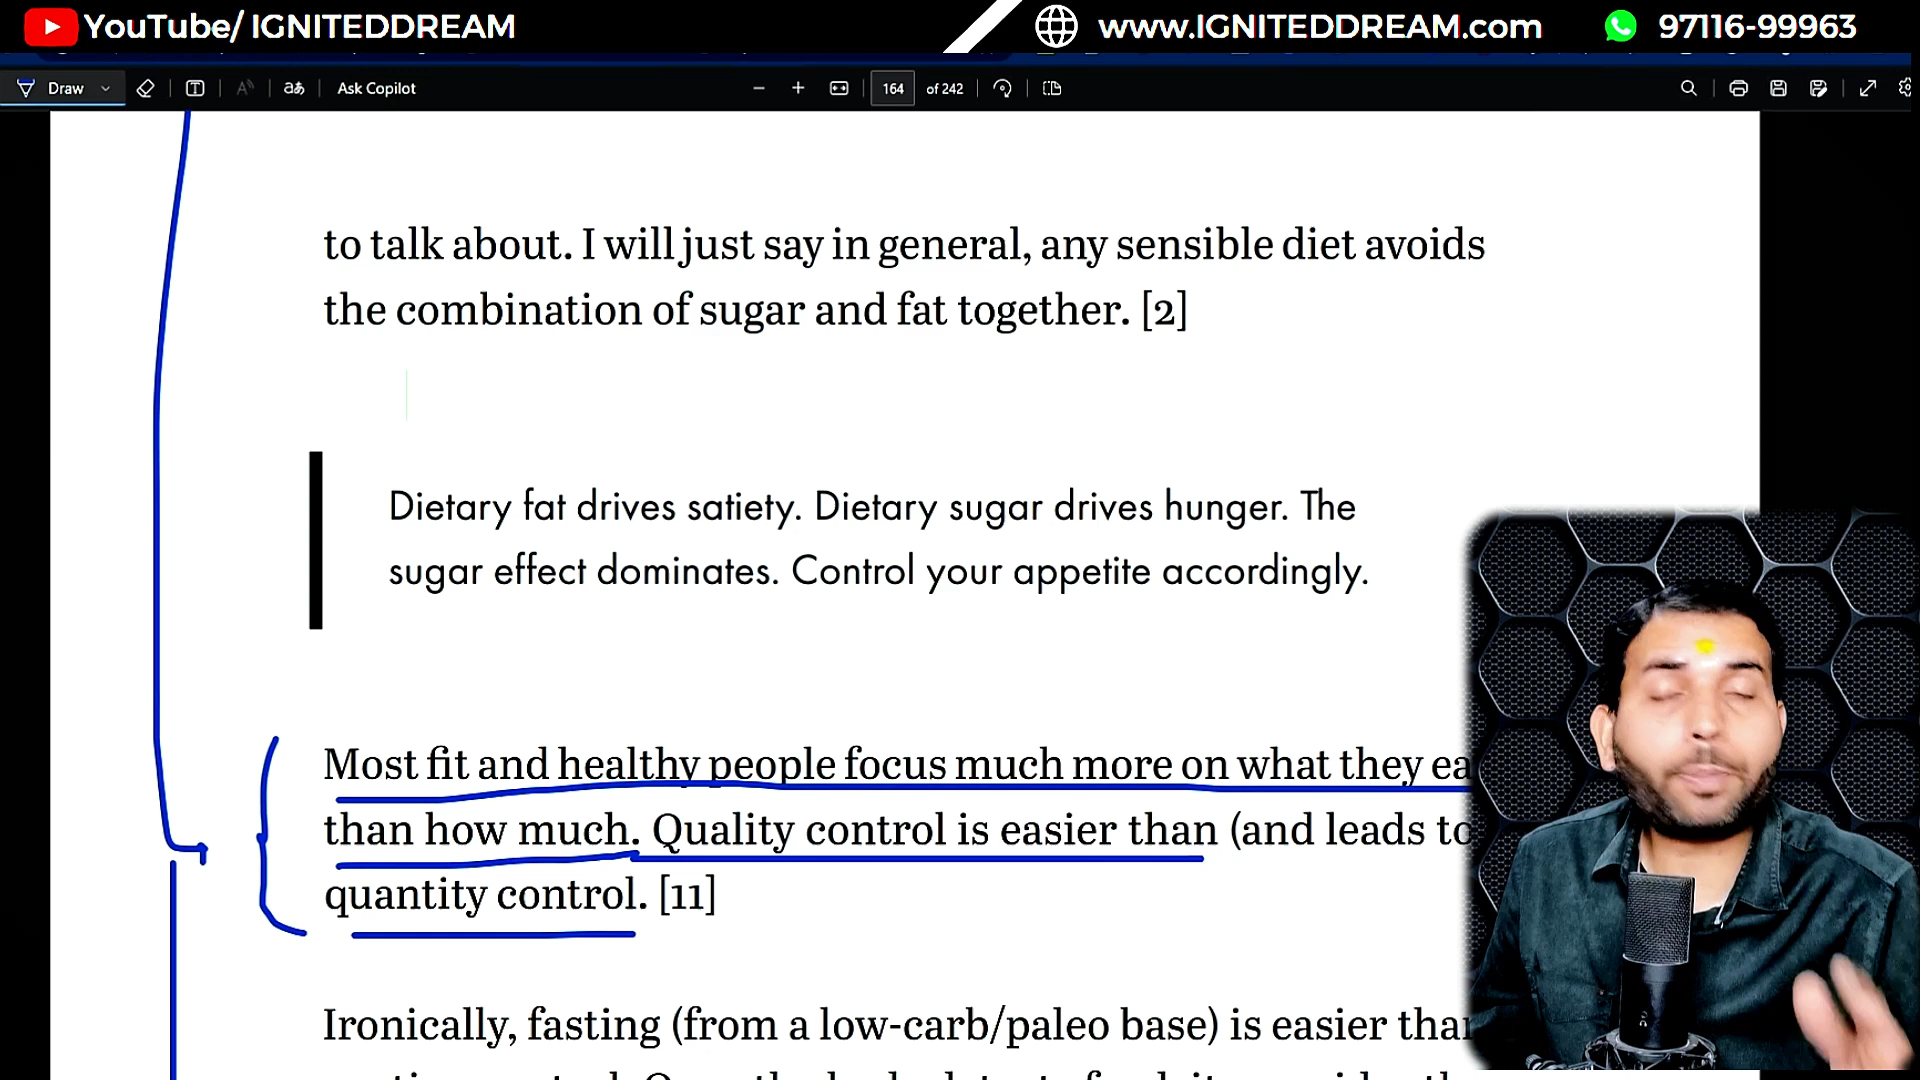 YouTube/ IGNITEDDREAM
www.IGNITEDDREAM.com
97116-99963
Draw
aあ
Ask Copilot
164 of 242
to talk about. I will just say in general, any sensible diet avoids
the combination of sugar and fat together. [2]
Dietary fat drives satiety. Dietary sugar drives hunger. The
sugar effect dominates. Control your appetite accordingly.
Most fit and healthy people focus much more on what they ea
than how much. Quality control is easier than (and leads to
quantity control. [11]
Ironically, fasting (from a low-carb/paleo base) is easier than